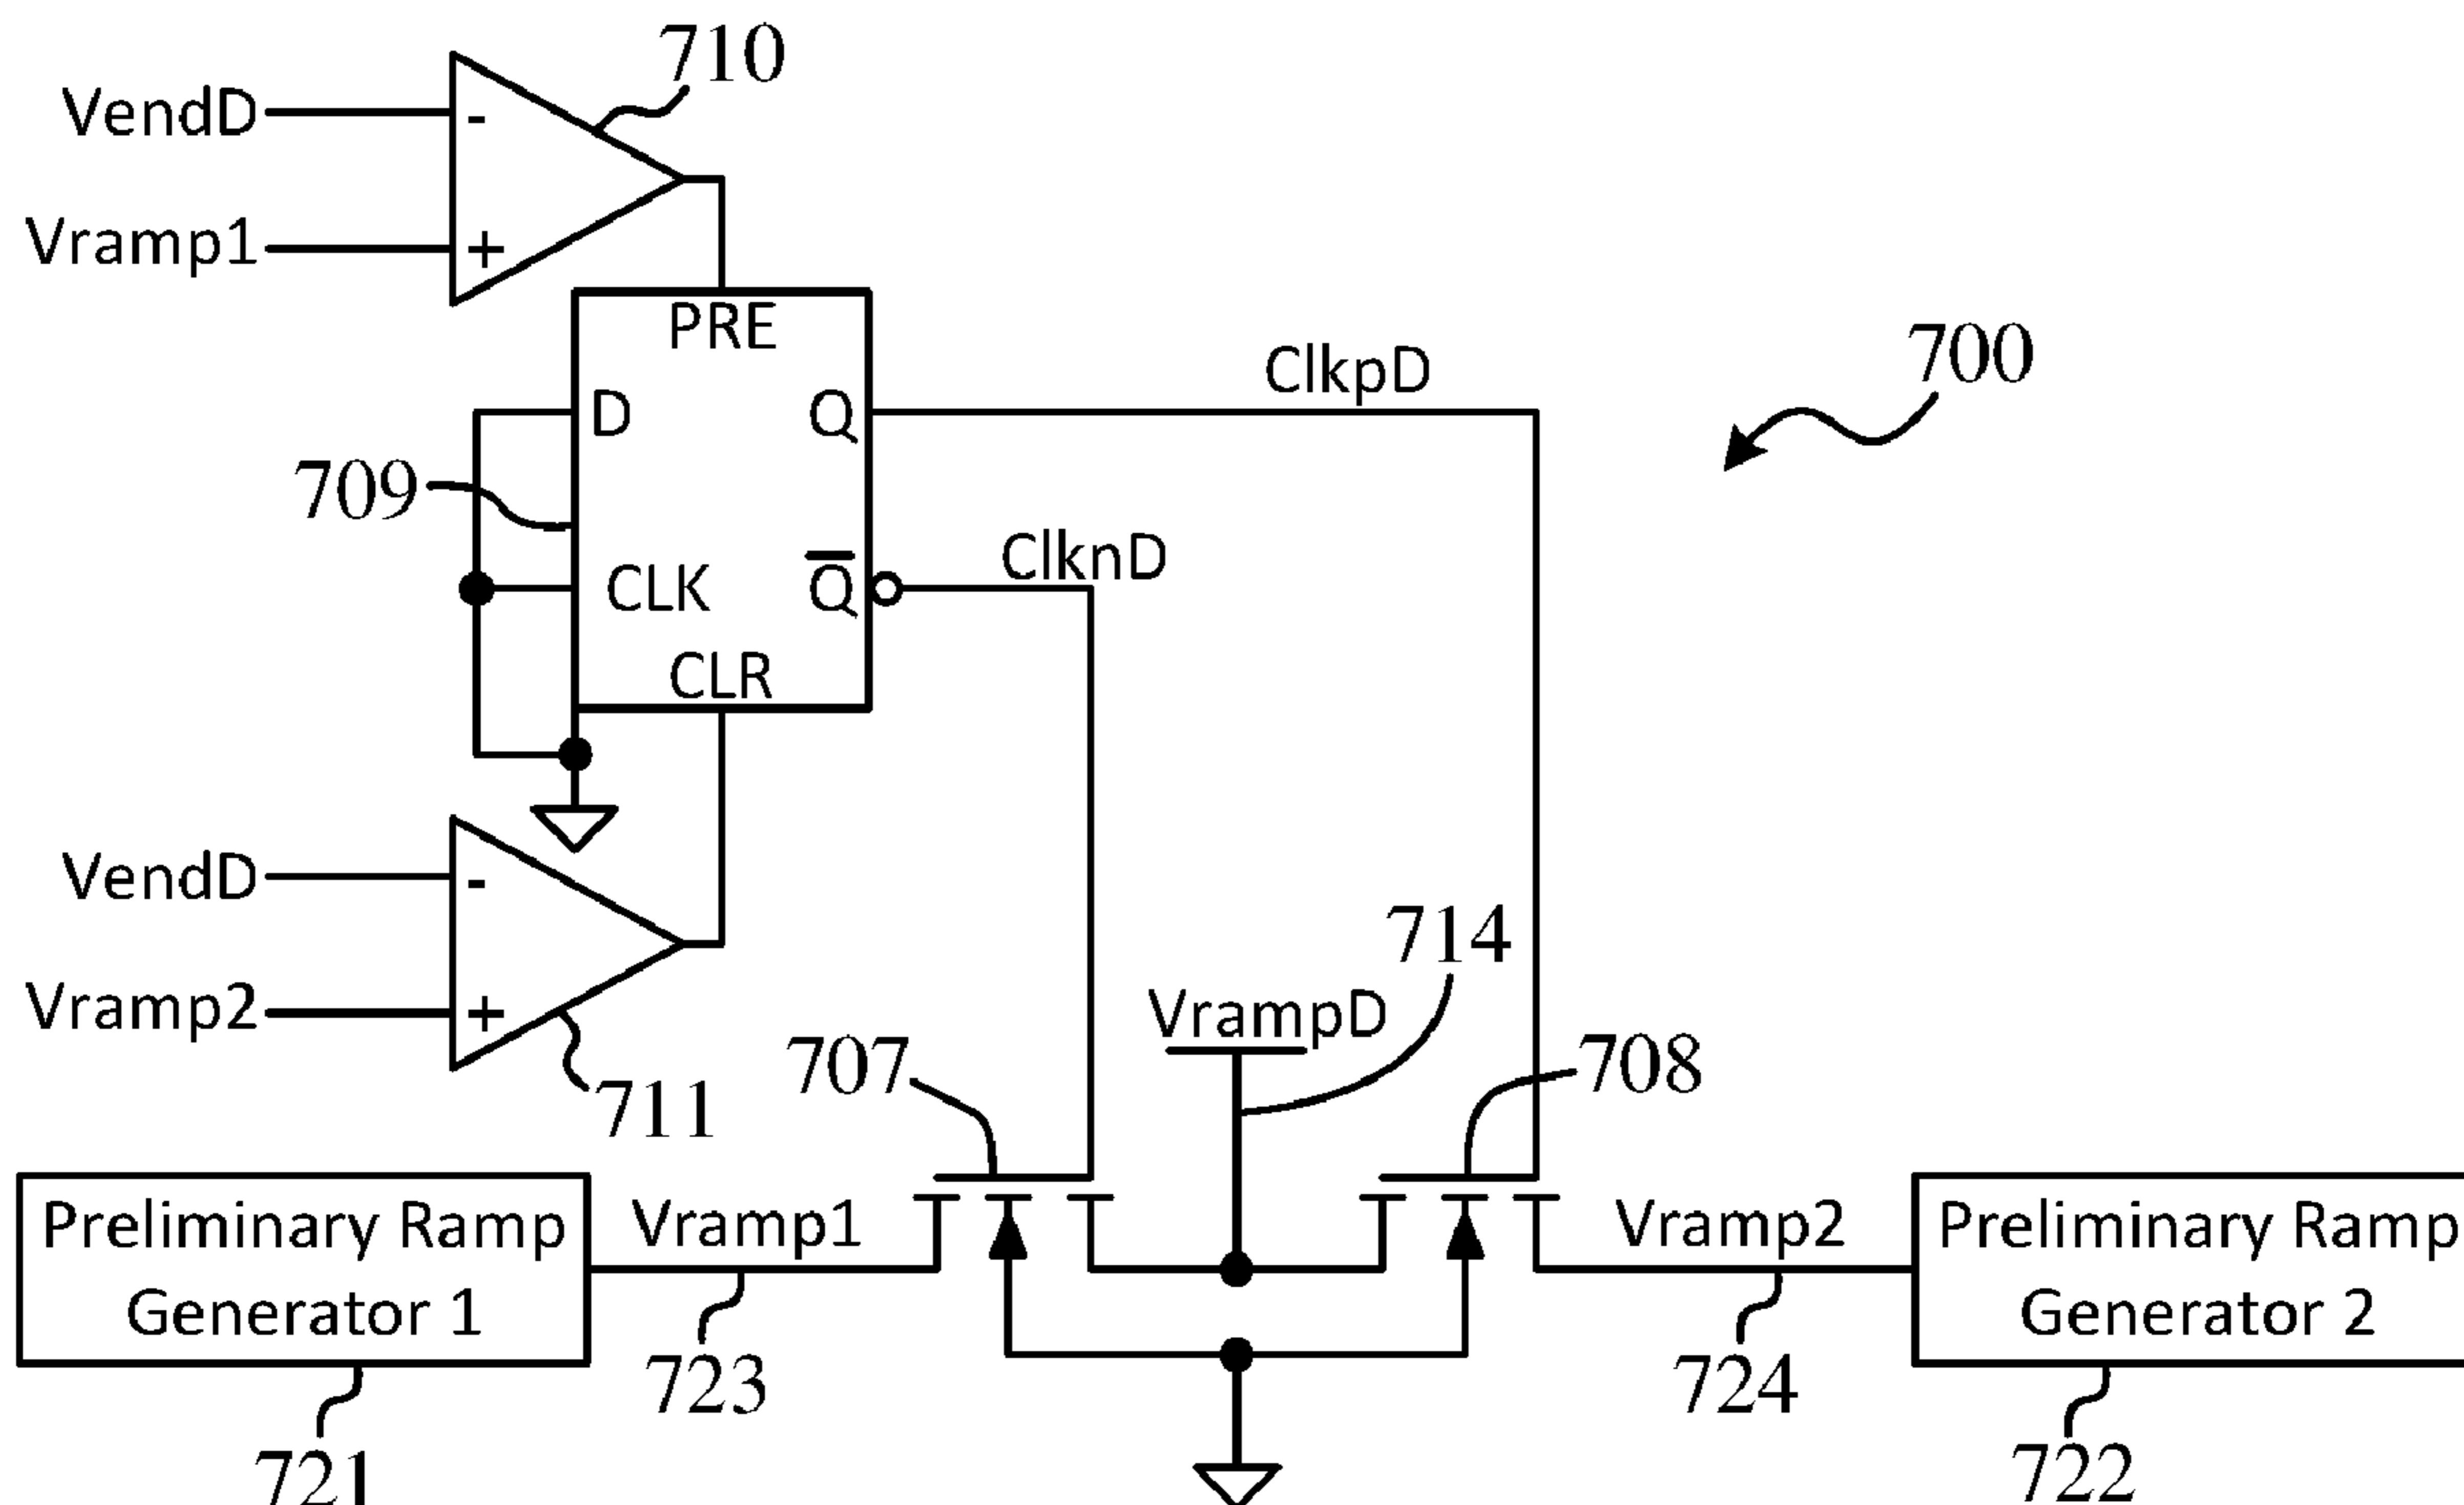 710
VendD
-
Vramp1
+
PRE
700
ClkpD
D
Q
709
ClknD
CLK
Q̅
CLR
VendD
-
714
Vramp2
+
VrampD
707
708
711
Preliminary Ramp
Generator 1
Vramp1
Vramp2
Preliminary Ramp
Generator 2
723
724
721
722